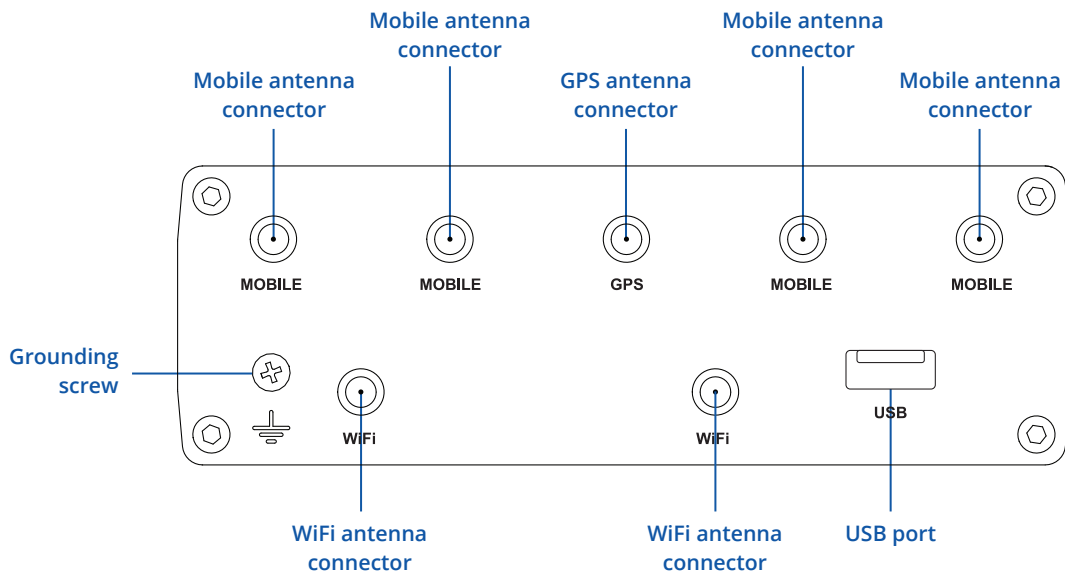 Mobile antenna
connector
Mobile antenna
connector
Mobile antenna
connector
GPS antenna
connector
Mobile antenna
connector
MOBILE
MOBILE
GPS
MOBILE
MOBILE
Grounding
screw
USB
WiFi
WiFi
WiFi antenna
connector
WiFi antenna
connector
USB port